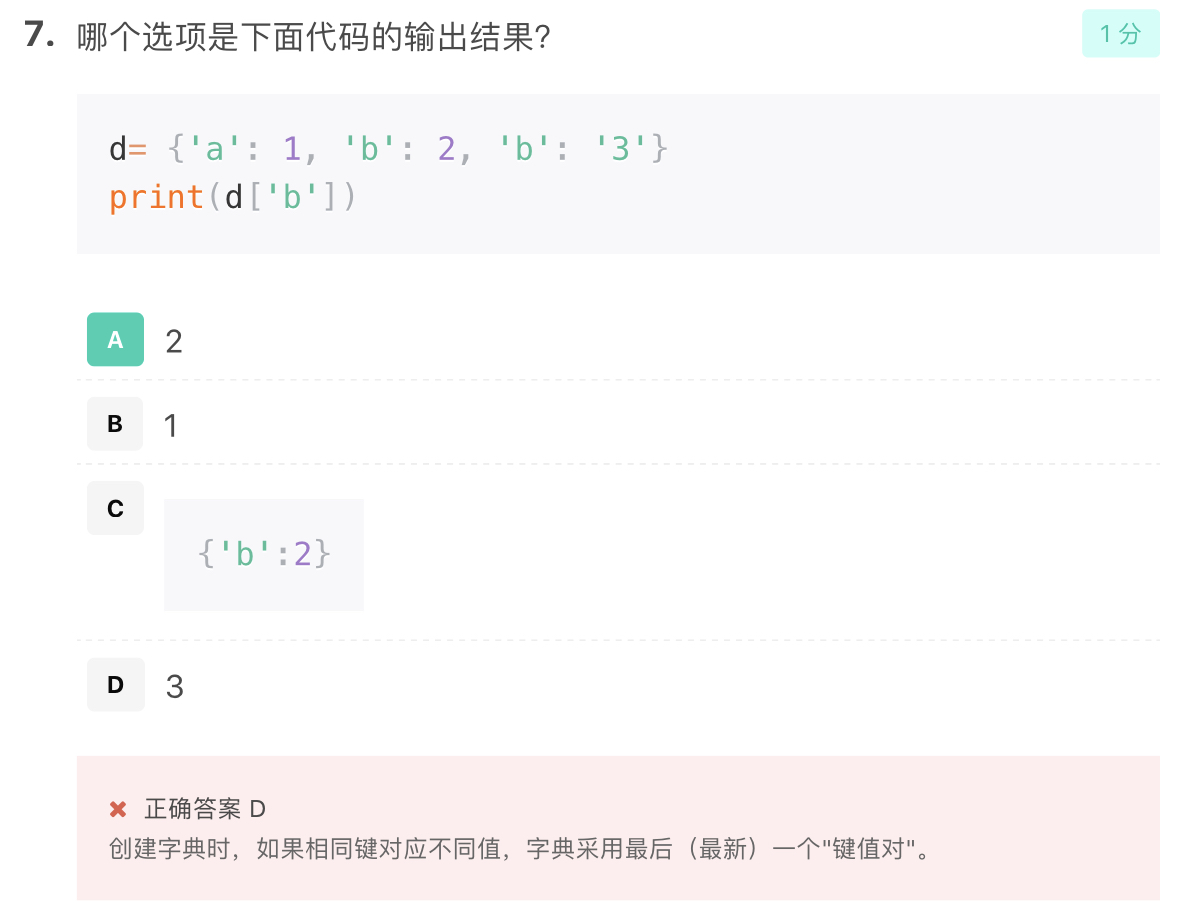 7. 哪个选项是下面代码的输出结果?
1 分
d= {'a': 1, 'b': 2, 'b': '3'}
print(d['b'])
A 2
B 1
C {'b':2}
D 3
✖ 正确答案 D
创建字典时，如果相同键对应不同值，字典采用最后（最新）一个"键值对"。